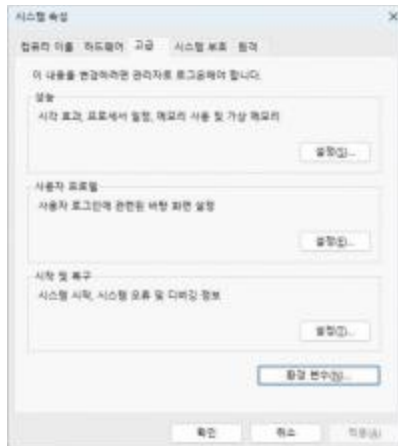 시스템 속성
컴퓨터 이름 하드웨어 고급 시스템 보호 원격
이 내용을 변경하려면 관리자로 로그온해야 합니다.
성능
시각 효과, 프로세서 일정, 메모리 사용 및 가상 메모리
설정(S)...
사용자 프로필
사용자 로그인에 관련된 바탕 화면 설정
설정(E)...
시작 및 복구
시스템 시작, 시스템 오류 및 디버깅 정보
설정(T)...
환경 변수(N)...
확인 취소 적용(A)